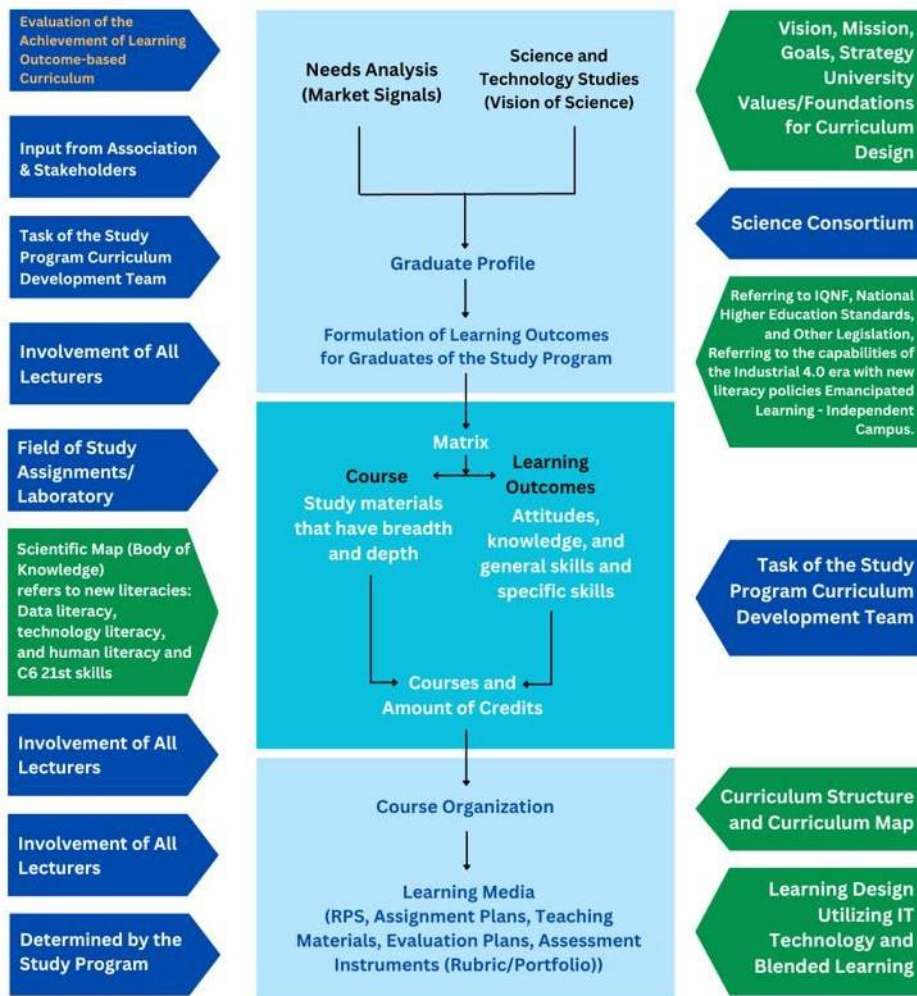 Evaluation of the
Achievement of Learning
Outcome-based
Curriculum
Input from Association
& Stakeholders
Task of the Study
Program Curriculum
Development Team
Involvement of All
Lecturers
Field of Study
Assignments/
Laboratory
Scientific Map (Body of
Knowledge)
refers to new literacies:
Data literacy,
technology literacy,
and human literacy and
C6 21st skills
Involvement of All
Lecturers
Involvement of All
Lecturers
Determined by the
Study Program
Needs Analysis
(Market Signals)
Science and
Technology Studies
(Vision of Science)
Graduate Profile
Formulation of Learning Outcomes
for Graduates of the Study Program
Matrix
Course
Study materials
that have breadth
and depth
Learning
Outcomes
Attitudes,
knowledge, and
general skills and
specific skills
Courses and
Amount of Credits
Course Organization
Learning Media
(RPS, Assignment Plans, Teaching
Materials, Evaluation Plans, Assessment
Instruments (Rubric/Portfolio))
Vision, Mission,
Goals, Strategy
University
Values/Foundations
for Curriculum
Design
Science Consortium
Referring to IQNF, National
Higher Education Standards,
and Other Legislation,
Referring to the capabilities of
the Industrial 4.0 era with new
literacy policies Emancipated
Learning - Independent
Campus.
Task of the Study
Program Curriculum
Development Team
Curriculum Structure
and Curriculum Map
Learning Design
Utilizing IT
Technology and
Blended Learning